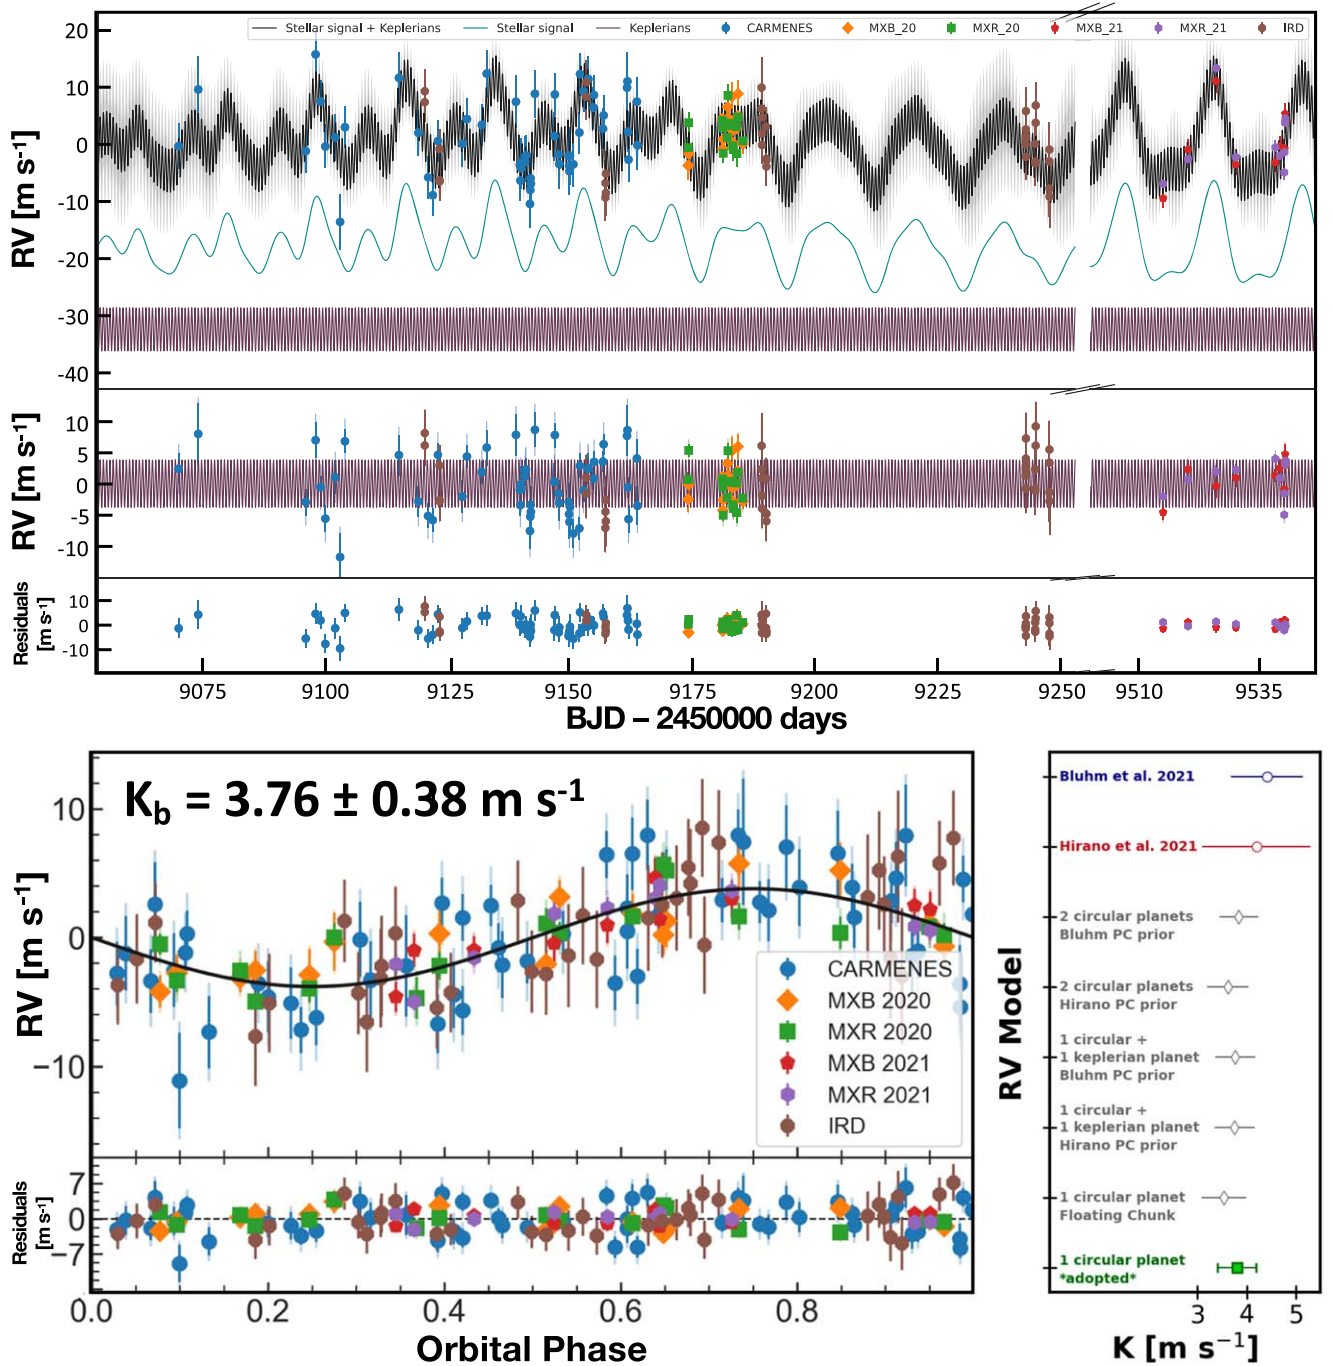 Stellar signal + Keplerians Stellar signal Keplerians CARMENES MXB_20 MXR_20 MXB_21 MXR_21 IRD
RV [m s-1]
20
10
0
-10
-20
-30
-40
RV [m s-1]
10
5
0
-5
-10
Residuals
[m s-1]
10
0
-10
9075 9100 9125 9150 9175 9200 9225 9250 9510 9535
BJD – 2450000 days
Kb = 3.76 ± 0.38 m s-1
RV [m s-1]
10
0
−10
CARMENES
MXB 2020
MXR 2020
MXB 2021
MXR 2021
IRD
Residuals
[m s-1]
7
0
−7
0.0 0.2 0.4 0.6 0.8
Orbital Phase
RV Model
Bluhm et al. 2021
Hirano et al. 2021
2 circular planets
Bluhm PC prior
2 circular planets
Hirano PC prior
1 circular +
1 keplerian planet
Bluhm PC prior
1 circular +
1 keplerian planet
Hirano PC prior
1 circular planet
Floating Chunk
1 circular planet
*adopted*
3 4 5
K [m s−1]